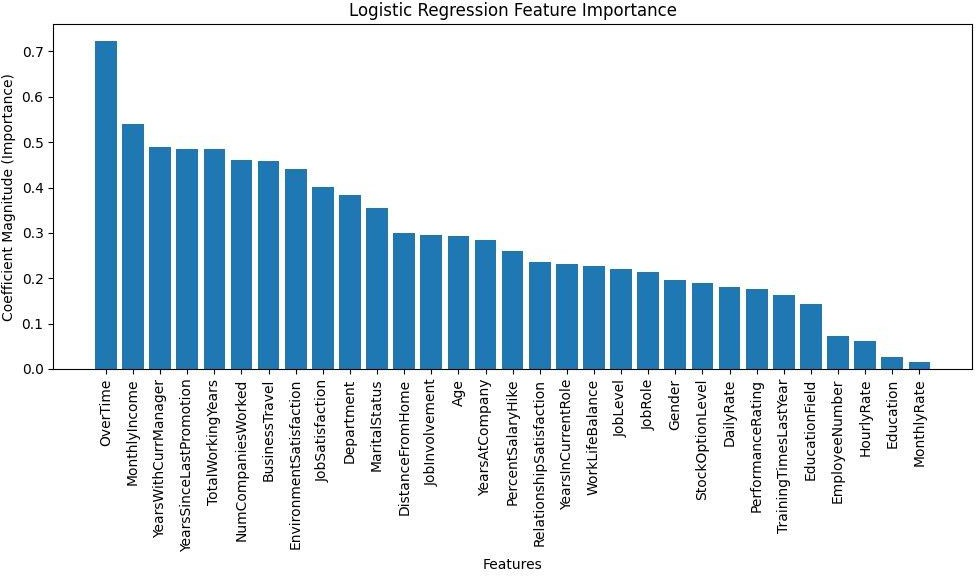 Logistic Regression Feature Importance
Coefficient Magnitude (Importance)
0.7
0.6
0.5
0.4
0.3
0.2
0.1
0.0
OverTime
MonthlyIncome
YearsWithCurrManager
YearsSinceLastPromotion
TotalWorkingYears
NumCompaniesWorked
BusinessTravel
EnvironmentSatisfaction
JobSatisfaction
Department
MaritalStatus
DistanceFromHome
JobInvolvement
Age
YearsAtCompany
PercentSalaryHike
RelationshipSatisfaction
YearsInCurrentRole
WorkLifeBalance
JobLevel
JobRole
Gender
StockOptionLevel
DailyRate
PerformanceRating
TrainingTimesLastYear
EducationField
EmployeeNumber
HourlyRate
Education
MonthlyRate
Features